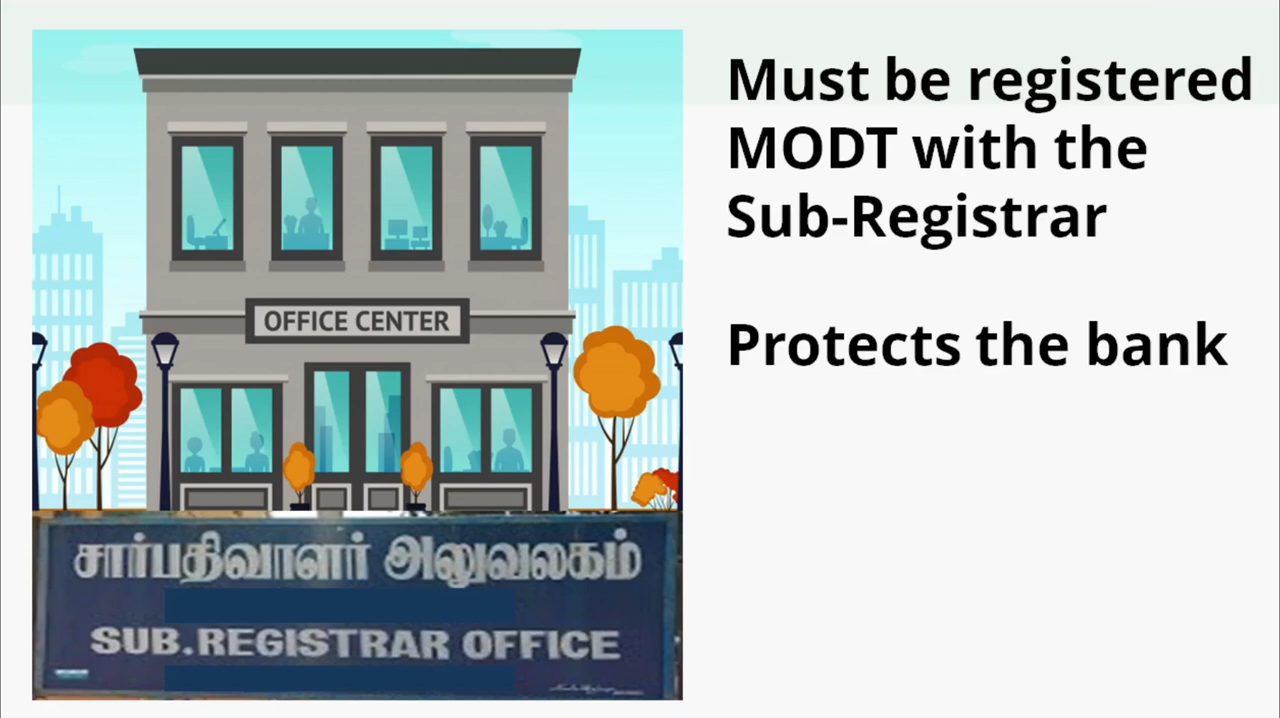 OFFICE CENTER
சார்பதிவாளர் அலுவலகம்
SUB.REGISTRAR OFFICE
Must be registered
MODT with the
Sub-Registrar
Protects the bank